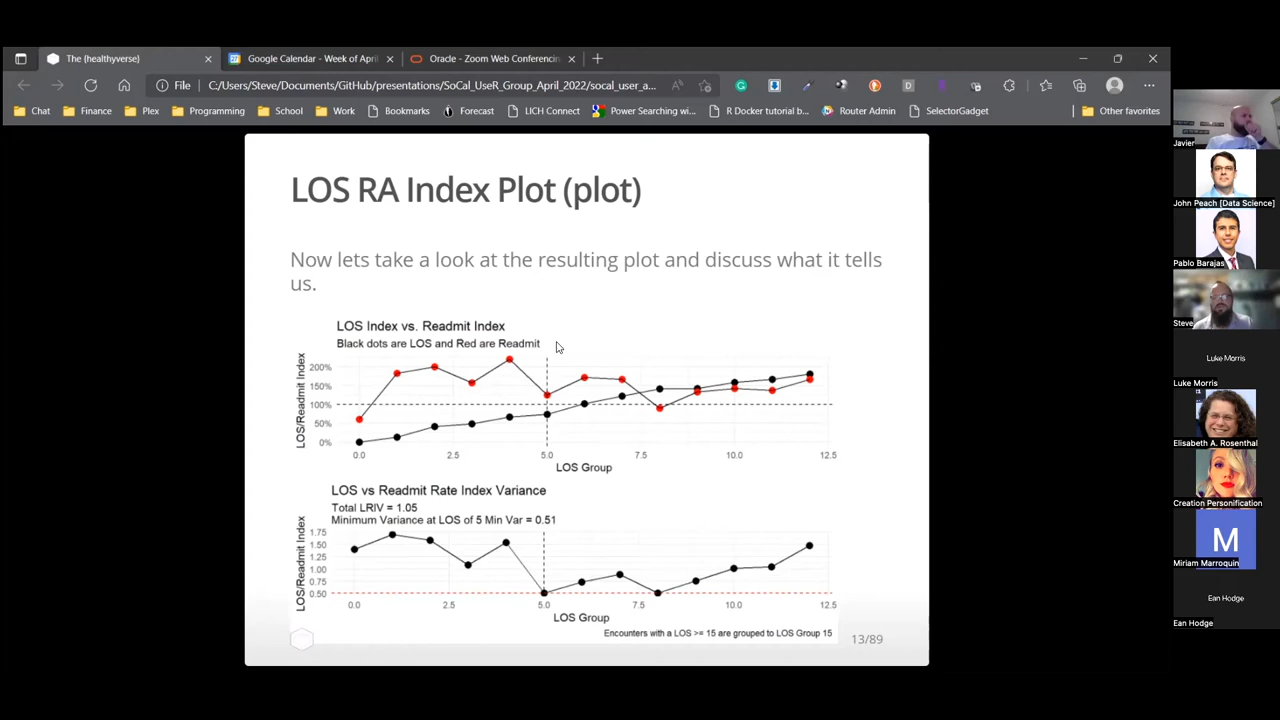 The {healthyverse}
Google Calendar - Week of April
Oracle - Zoom Web Conferencin
File
C:/Users/Steve/Documents/GitHub/presentations/SoCal_UseR_Group_April_2022/socal_user_a...
Chat
Finance
Plex
Programming
School
Work
Bookmarks
Forecast
LICH Connect
Power Searching wi...
R Docker tutorial b...
Router Admin
SelectorGadget
Other favorites
LOS RA Index Plot (plot)
Now lets take a look at the resulting plot and discuss what it tells
us.
LOS Index vs. Readmit Index
Black dots are LOS and Red are Readmit
LOS/Readmit Index
200%
150%
100%
50%
0%
0.0 2.5 5.0 7.5 10.0 12.5
LOS Group
LOS vs Readmit Rate Index Variance
Total LRIV = 1.05
Minimum Variance at LOS of 5 Min Var = 0.51
LOS/Readmit Index
1.75
1.50
1.25
1.00
0.75
0.50
0.0 2.5 5.0 7.5 10.0 12.5
LOS Group
Encounters with a LOS >= 15 are grouped to LOS Group 15
13/89
Javier
John Peach [Data Science]
Pablo Barajas
Steve
Luke Morris
Luke Morris
Elisabeth A. Rosenthal
Creation Personification
M
Miriam Marroquin
Ean Hodge
Ean Hodge